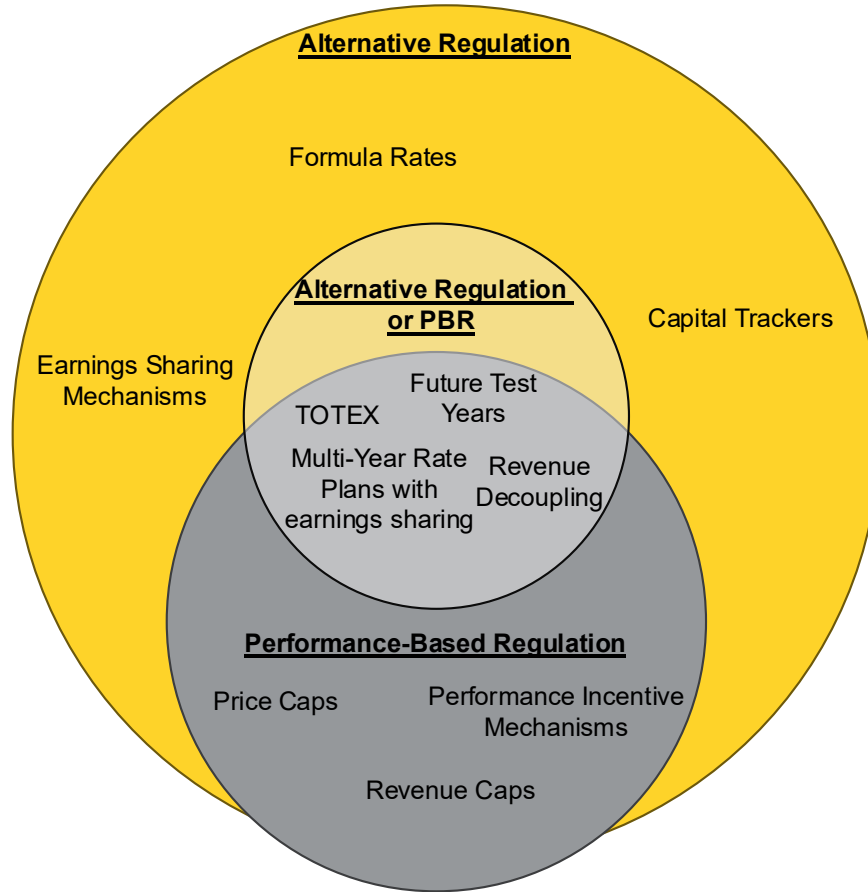 Alternative Regulation
Formula Rates
Alternative Regulation
or PBR
Capital Trackers
Earnings Sharing
Mechanisms
Future Test
Years
TOTEX
Multi-Year Rate
Plans with
earnings sharing
Revenue
Decoupling
Performance-Based Regulation
Price Caps
Performance Incentive
Mechanisms
Revenue Caps